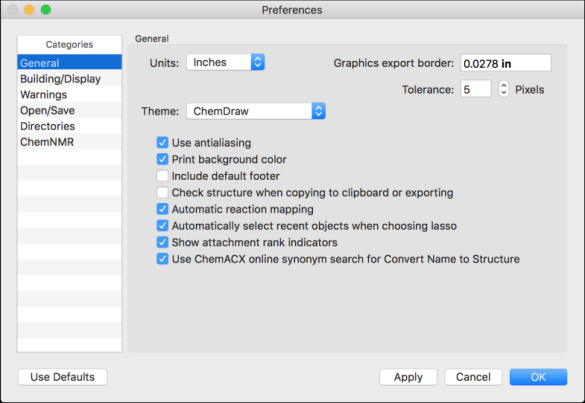 Preferences
Categories
General
Building/Display
Warnings
Open/Save
Directories
ChemNMR
General
Units: Inches Graphics export border: 0.0278 in
Tolerance: 5 Pixels
Theme: ChemDraw
Use antialiasing
Print background color
Include default footer
Check structure when copying to clipboard or exporting
Automatic reaction mapping
Automatically select recent objects when choosing lasso
Show attachment rank indicators
Use ChemACX online synonym search for Convert Name to Structure
Use Defaults Apply Cancel OK